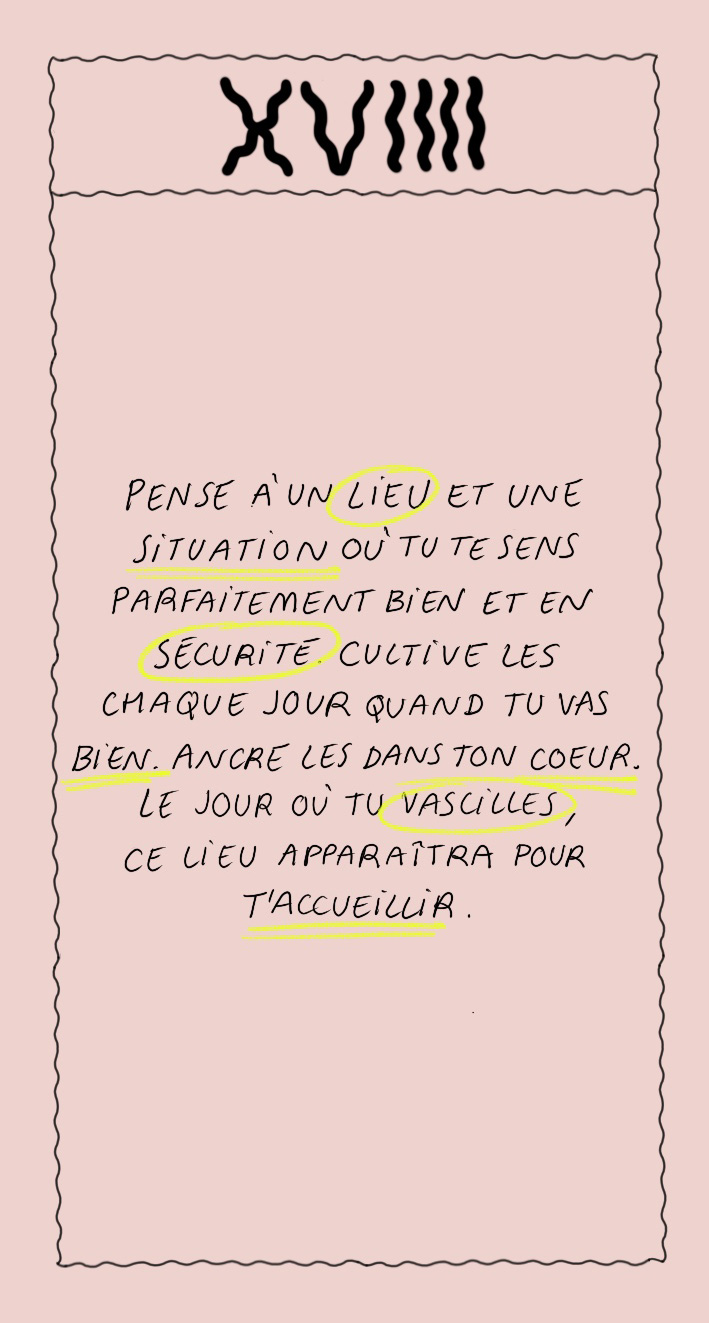 XVIIII
PENSE À UN LIEU ET UNE
SITUATION OÙ TU TE SENS
PARFAITEMENT BIEN ET EN
SÉCURITÉ. CULTIVE LES
CHAQUE JOUR QUAND TU VAS
BIEN. ANCRE LES DANS TON COEUR.
LE JOUR OÙ TU VASCILLES,
CE LIEU APPARAÎTRA POUR
T'ACCUEILLIR.